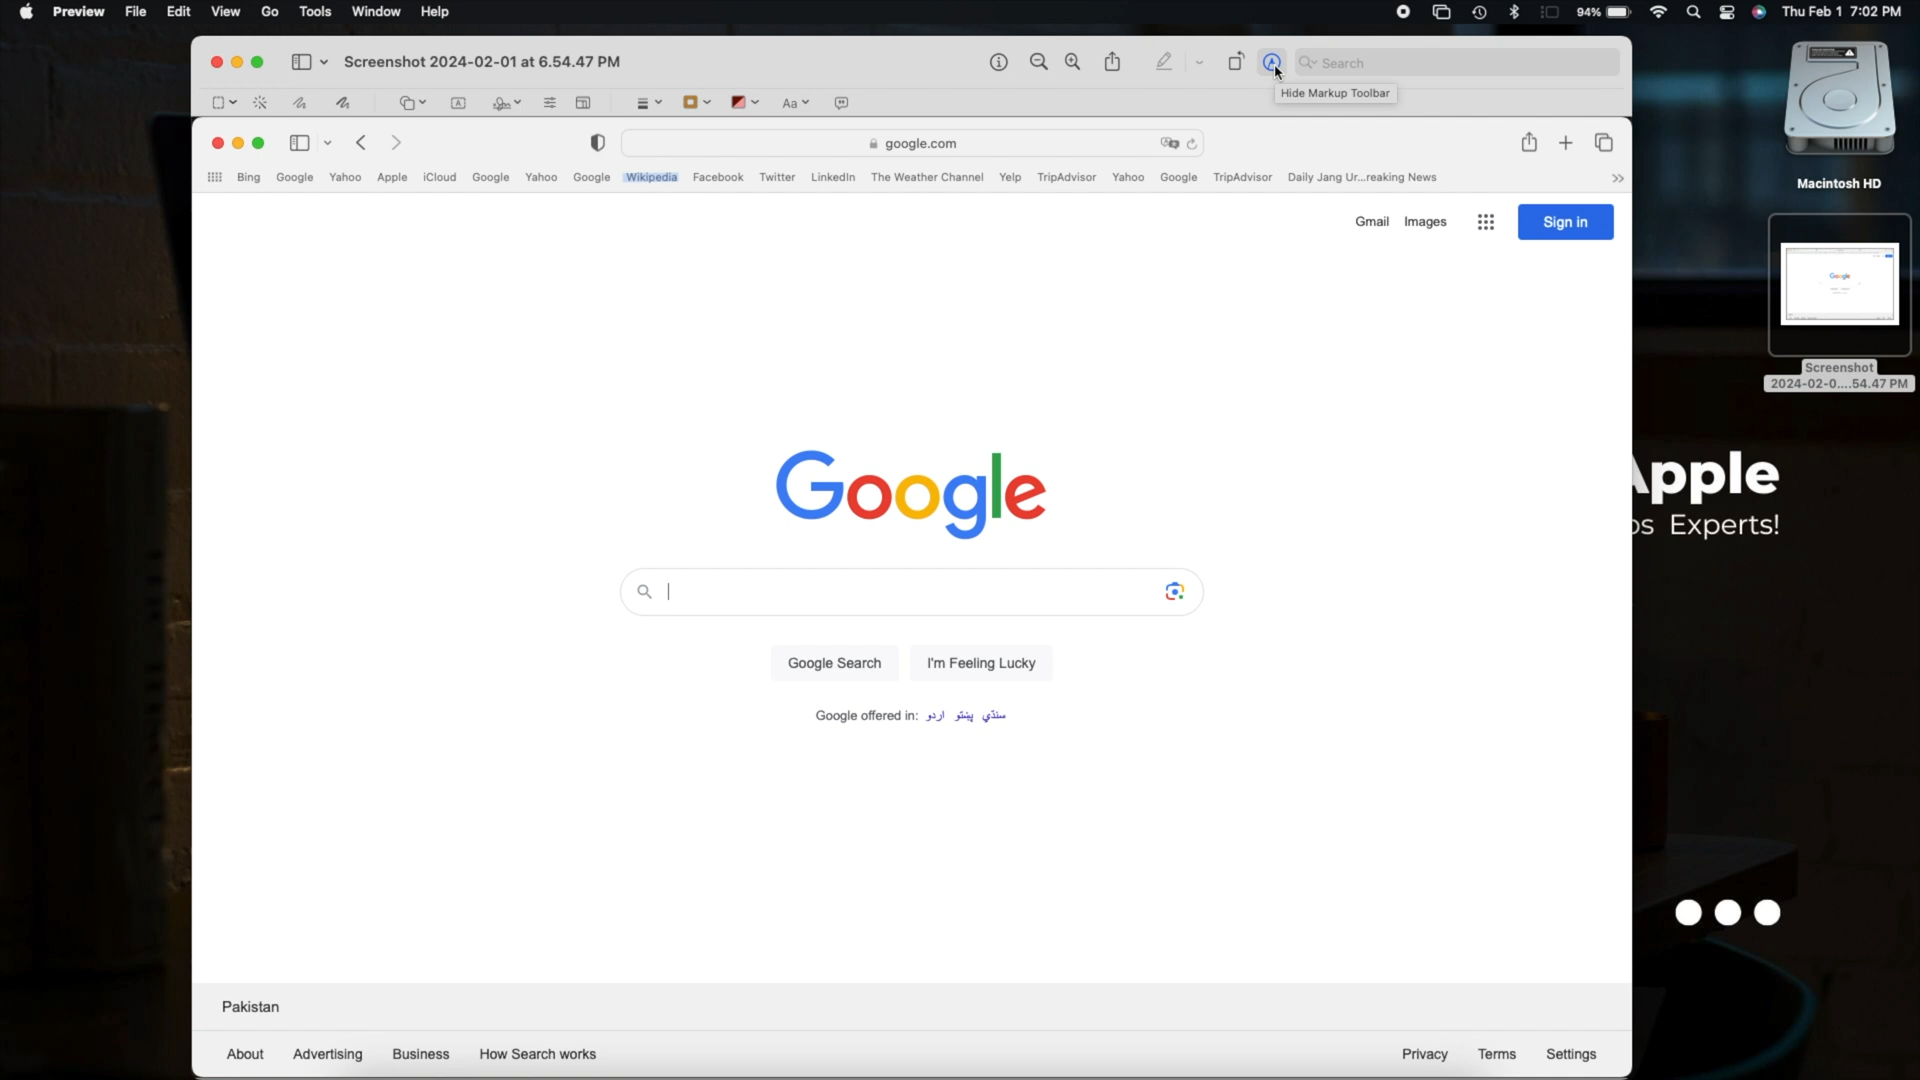 Preview File Edit View Go Tools Window Help 94% Thu Feb 1 7:02 PM
Screenshot 2024-02-01 at 6.54.47 PM Search
Hide Markup Toolbar
A Aa
google.com
Bing Google Yahoo Apple iCloud Google Yahoo Google Wikipedia Facebook Twitter LinkedIn The Weather Channel Yelp TripAdvisor Yahoo Google TripAdvisor Daily Jang Ur...reaking News
Macintosh HD
Gmail Images Sign in
Google
Screenshot
2024-02-0....54.47 PM
Google
Apple
ps Experts!
Google Search I'm Feeling Lucky
Google offered in: اردو پښتو سنڌي
Pakistan
About Advertising Business How Search works Privacy Terms Settings